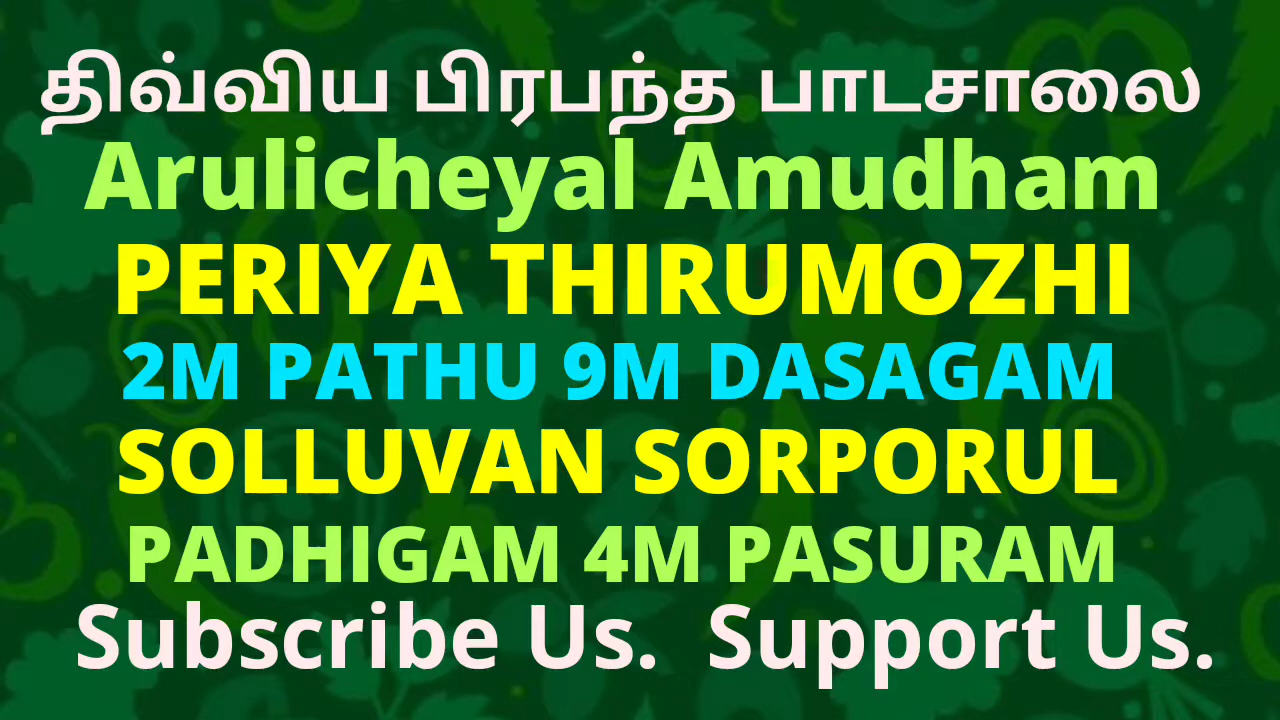 திவ்விய பிரபந்த பாடசாலை
Arulicheyal Amudham
PERIYA THIRUMOZHI
2M PATHU 9M DASAGAM
SOLLUVAN SORPORUL
PADHIGAM 4M PASURAM
Subscribe Us. Support Us.